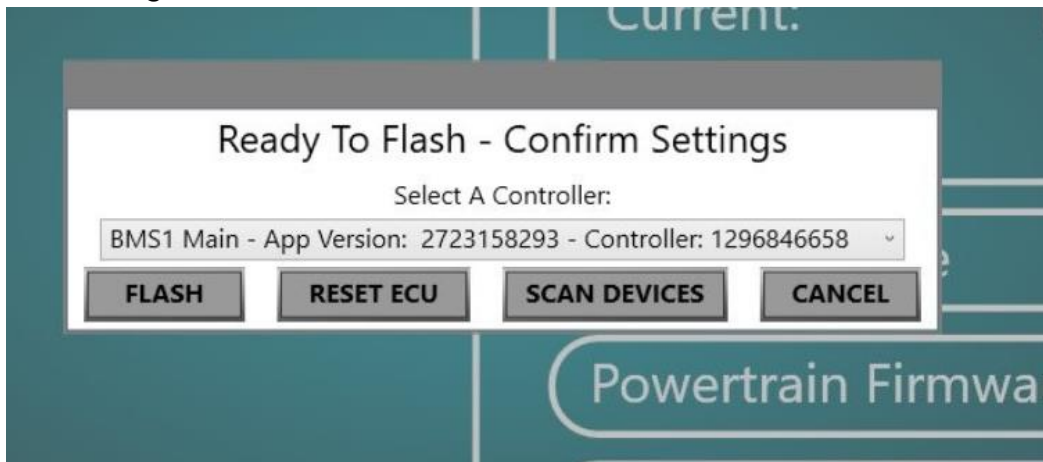 Current:
Ready To Flash - Confirm Settings
Select A Controller:
BMS1 Main - App Version: 2723158293 - Controller: 1296846658
FLASH RESET ECU SCAN DEVICES CANCEL
Powertrain Firmwa